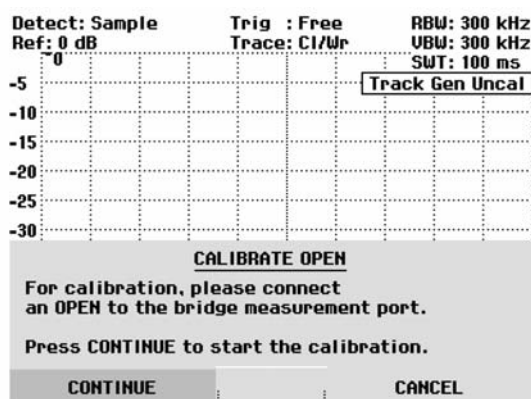 Detect: Sample Trig : Free RBW: 300 kHz
Ref: 0 dB Trace: Cl/Wr VBW: 300 kHz
0 SWT: 100 ms
-5 Track Gen Uncal
-10
-15
-20
-25
-30
CALIBRATE OPEN
For calibration, please connect
an OPEN to the bridge measurement port.
Press CONTINUE to start the calibration.
CONTINUE CANCEL